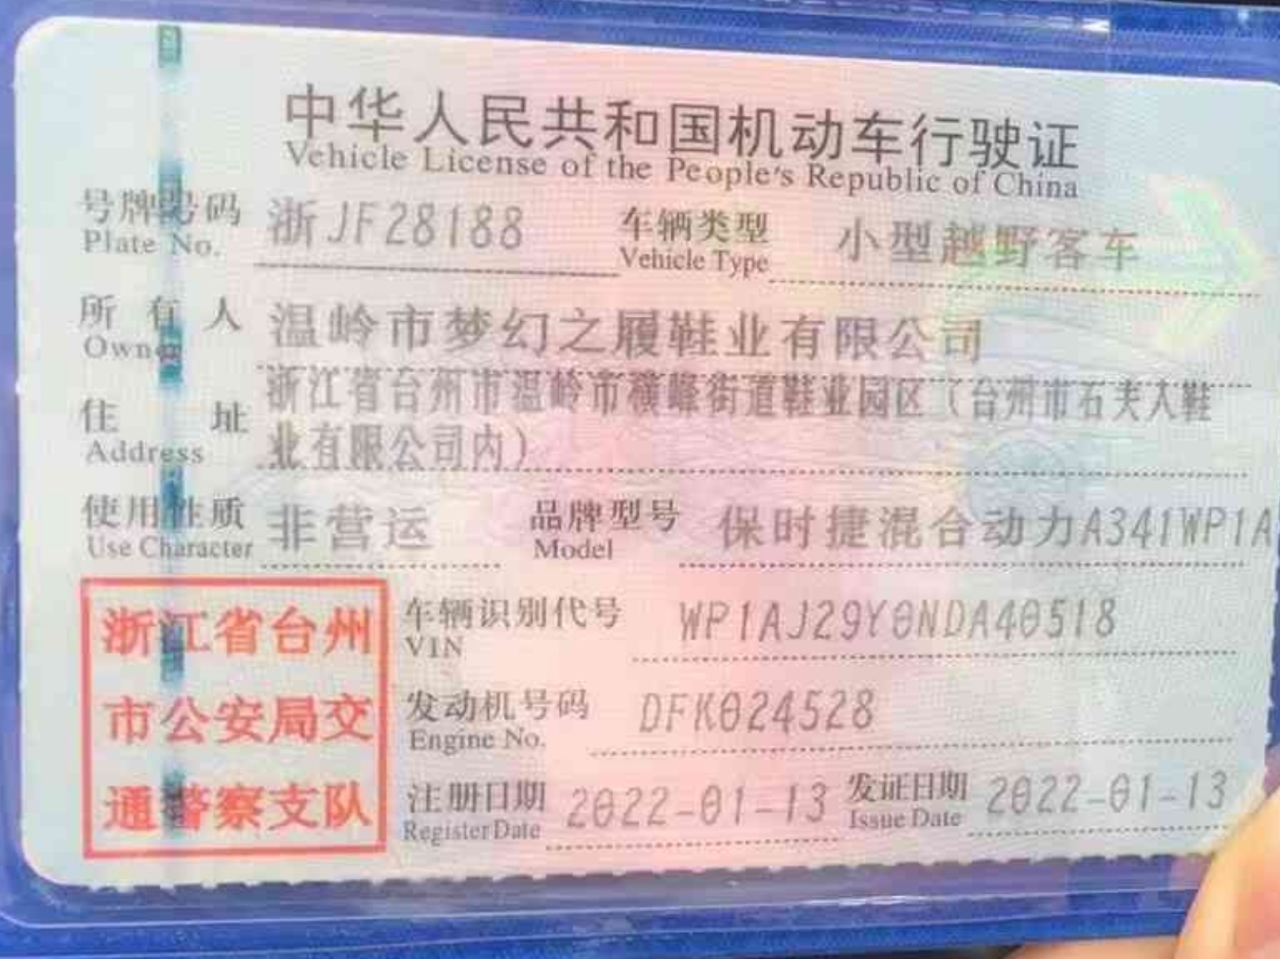 中华人民共和国机动车行驶证
Vehicle License of the People's Republic of China
号牌号码 浙JF28188 车辆类型 小型越野客车
Plate No. Vehicle Type
所有人 温岭市梦幻之履鞋业有限公司
Owner
住址 浙江省台州市温岭市横峰街道鞋业园区（台州市石夫人鞋
Address 业有限公司内）
使用性质 非营运 品牌型号 保时捷混合动力A341WP1A
Use Character Model
浙江省台州
市公安局交
通警察支队
车辆识别代号 WP1AJ29Y0NDA40518
VIN
发动机号码 DFK024528
Engine No.
注册日期 2022-01-13 发证日期 2022-01-13
Register Date Issue Date